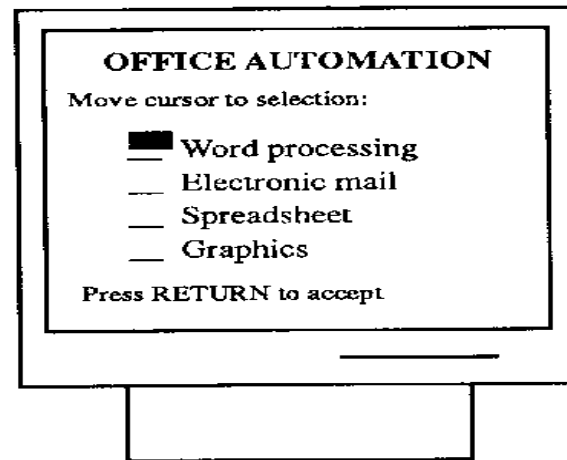 OFFICE AUTOMATION
Move cursor to selection:
Word processing
Electronic mail
Spreadsheet
Graphics
Press RETURN to accept